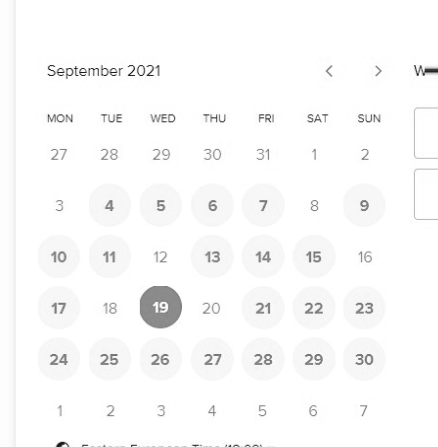 September 2021 < >
MON TUE WED THU FRI SAT SUN
27 28 29 30 31 1 2
3 4 5 6 7 8 9
10 11 12 13 14 15 16
17 18 19 20 21 22 23
24 25 26 27 28 29 30
1 2 3 4 5 6 7